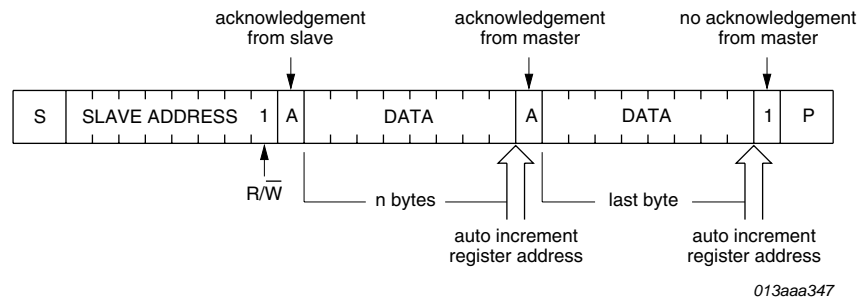 acknowledgement
from slave
acknowledgement
from master
no acknowledgement
from master
S SLAVE ADDRESS 1 A DATA A DATA 1 P
R/W̅
n bytes
last byte
auto increment
register address
auto increment
register address
013aaa347